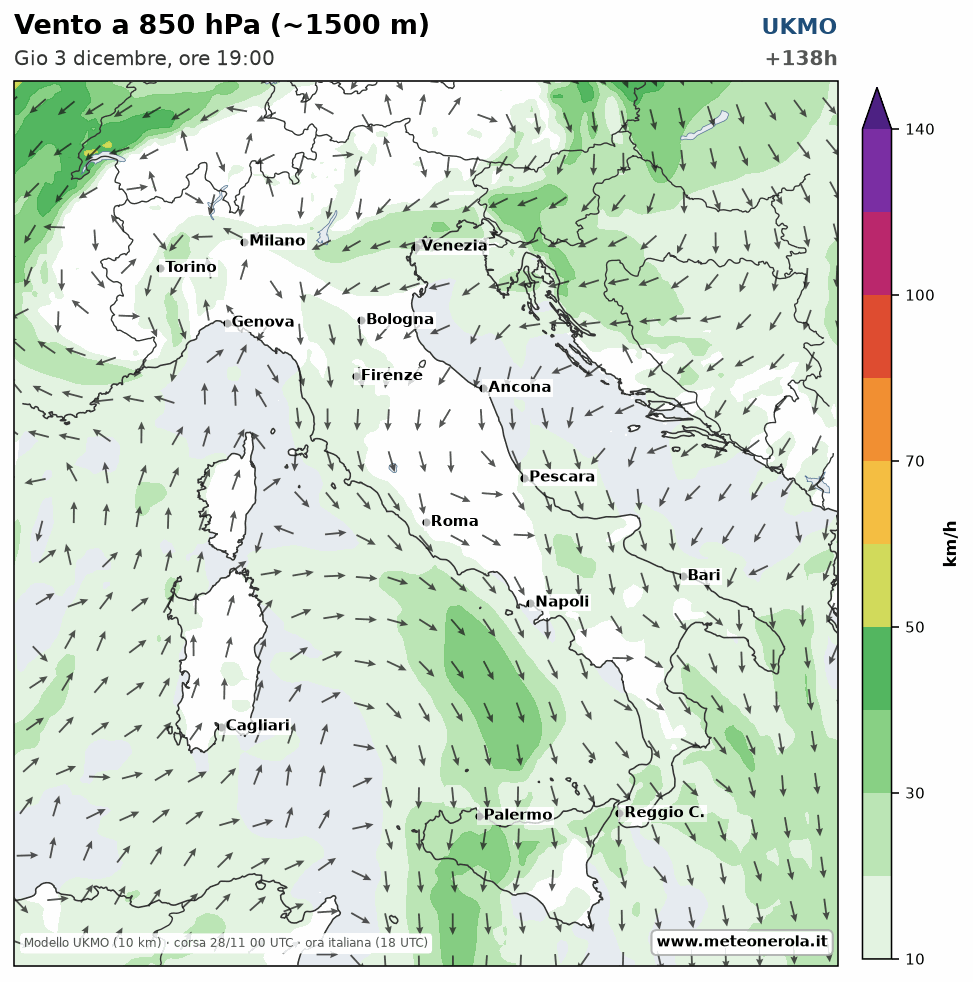 Vento a 850 hPa (~1500 m)
UKMO
Gio 3 dicembre, ore 19:00
+138h
140
100
70
50
30
10
km/h
Milano
Venezia
Torino
Genova
Bologna
Firenze
Ancona
Pescara
Roma
Bari
Napoli
Cagliari
Palermo
Reggio C.
Modello UKMO (10 km) · corsa 28/11 00 UTC · ora italiana (18 UTC)
www.meteonerola.it